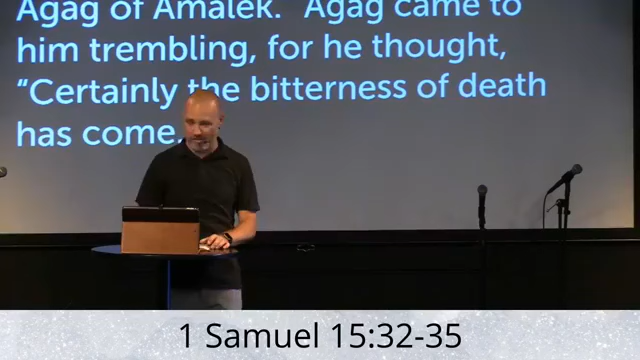 Agag of Amalek. Agag came to
him trembling, for he thought,
“Certainly the bitterness of death
has come.
1 Samuel 15:32-35